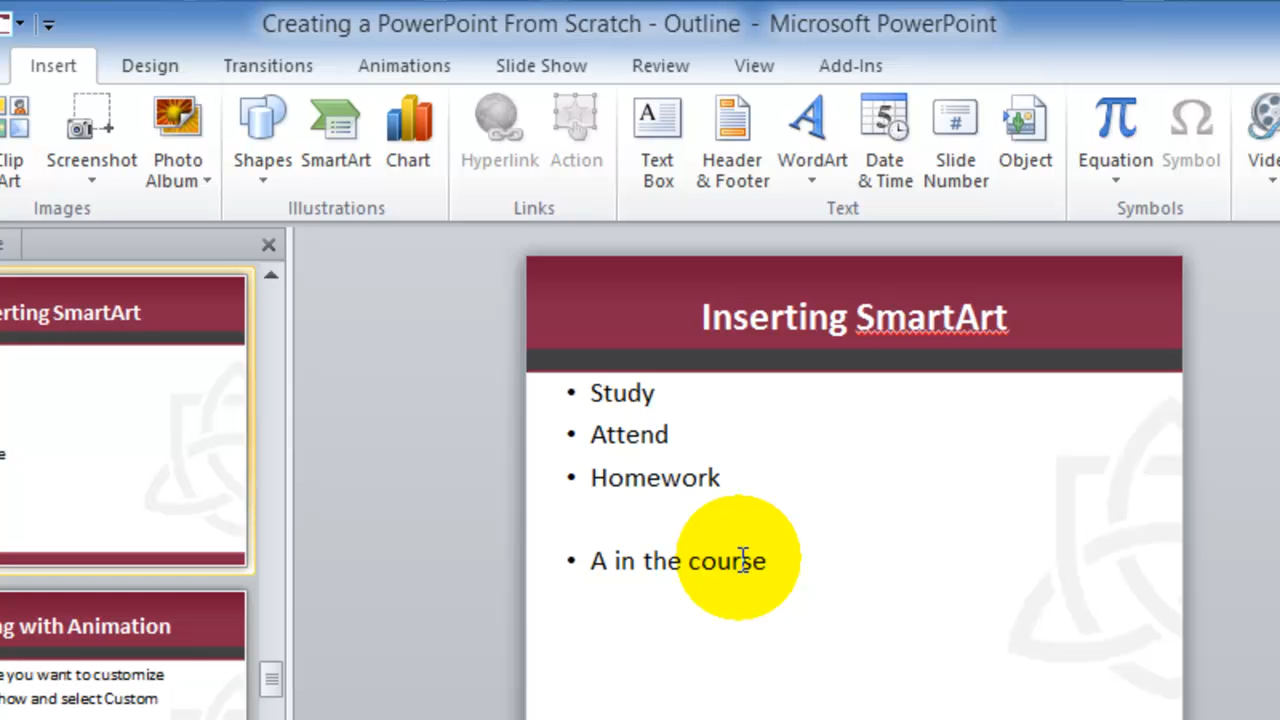 Creating a PowerPoint From Scratch - Outline - Microsoft PowerPoint
Insert Design Transitions Animations Slide Show Review View Add-Ins
lip Art
Screenshot
Photo Album
Shapes
SmartArt
Chart
Hyperlink
Action
Text Box
Header & Footer
WordArt
Date & Time
Slide Number
Object
Equation
Symbol
Vide
Images Illustrations Links Text Symbols
e
erting SmartArt
e
ng with Animation
e you want to customize
how and select Custom
Inserting SmartArt
• Study
• Attend
• Homework
• A in the course